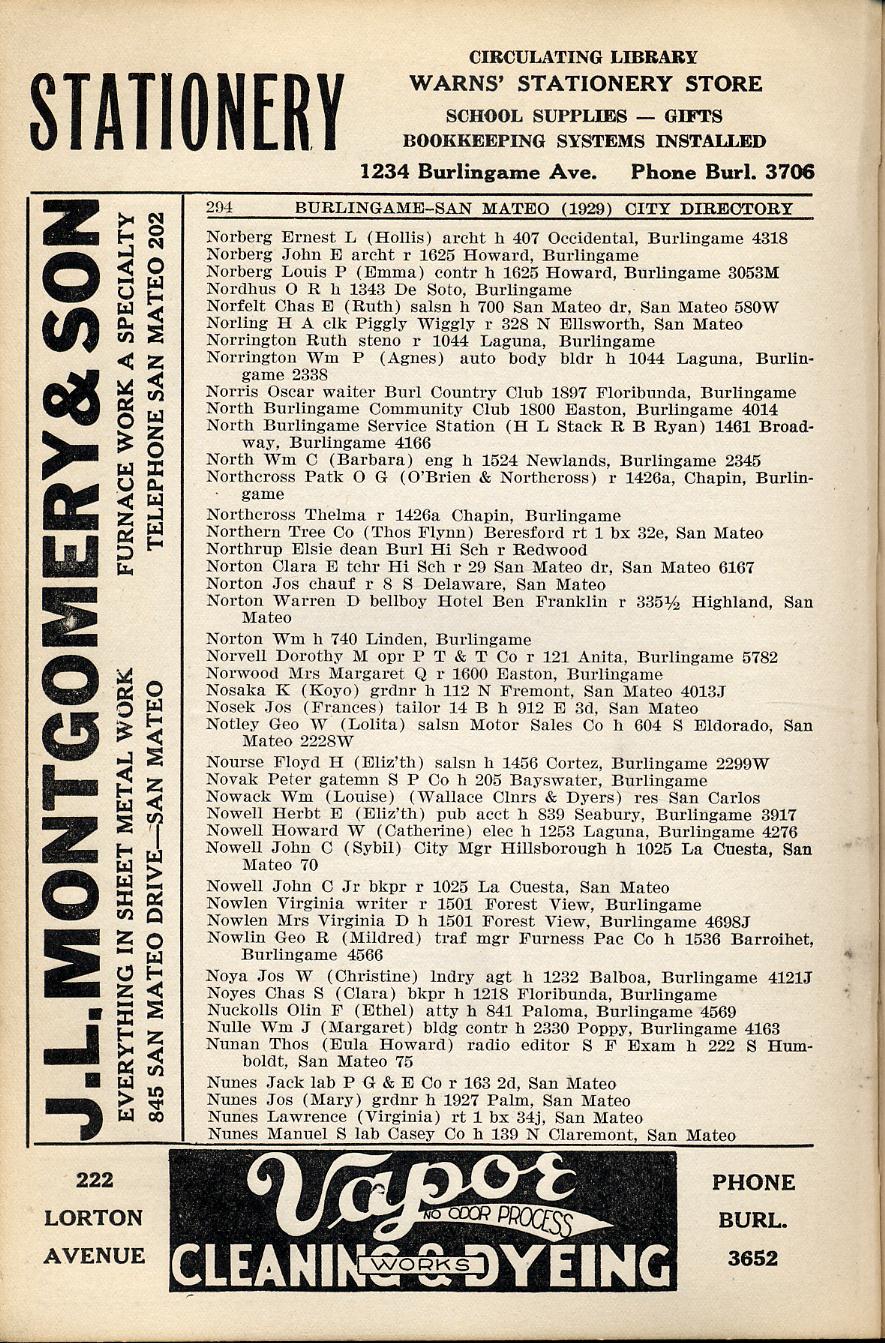 STATIONERY
CIRCULATING LIBRARY
WARNS' STATIONERY STORE
SCHOOL SUPPLIES — GIFTS
BOOKKEEPING SYSTEMS INSTALLED
1234 Burlingame Ave. Phone Burl. 3706
J.L. MONTGOMERY & SON
EVERYTHING IN SHEET METAL WORK FURNACE WORK A SPECIALTY
845 SAN MATEO DRIVE—SAN MATEO TELEPHONE SAN MATEO 202
294 BURLINGAME–SAN MATEO (1929) CITY DIRECTORY
Norberg Ernest L (Hollis) archt h 407 Occidental, Burlingame 4318
Norberg John E archt r 1625 Howard, Burlingame
Norberg Louis P (Emma) contr h 1625 Howard, Burlingame 3053M
Nordhus O R h 1343 De Soto, Burlingame
Norfelt Chas E (Ruth) salsn h 700 San Mateo dr, San Mateo 580W
Norling H A clk Piggly Wiggly r 328 N Ellsworth, San Mateo
Norrington Ruth steno r 1044 Laguna, Burlingame
Norrington Wm P (Agnes) auto body bldr h 1044 Laguna, Burlin-
game 2338
Norris Oscar waiter Burl Country Club 1897 Floribunda, Burlingame
North Burlingame Community Club 1800 Easton, Burlingame 4014
North Burlingame Service Station (H L Stack R B Ryan) 1461 Broad-
way, Burlingame 4166
North Wm C (Barbara) eng h 1524 Newlands, Burlingame 2345
Northcross Patk O G (O'Brien & Northcross) r 1426a, Chapin, Burlin-
game
Northcross Thelma r 1426a Chapin, Burlingame
Northern Tree Co (Thos Flynn) Beresford rt 1 bx 32e, San Mateo
Northrup Elsie dean Burl Hi Sch r Redwood
Norton Clara E tchr Hi Sch r 29 San Mateo dr, San Mateo 6167
Norton Jos chauf r 8 S Delaware, San Mateo
Norton Warren D bellboy Hotel Ben Franklin r 335½ Highland, San
Mateo
Norton Wm h 740 Linden, Burlingame
Norvell Dorothy M opr P T & T Co r 121 Anita, Burlingame 5782
Norwood Mrs Margaret Q r 1600 Easton, Burlingame
Nosaka K (Koyo) grdnr h 112 N Fremont, San Mateo 4013J
Nosek Jos (Frances) tailor 14 B h 912 E 3d, San Mateo
Notley Geo W (Lolita) salsn Motor Sales Co h 604 S Eldorado, San
Mateo 2228W
Nourse Floyd H (Eliz'th) salsn h 1456 Cortez, Burlingame 2299W
Novak Peter gatemn S P Co h 205 Bayswater, Burlingame
Nowack Wm (Louise) (Wallace Clnrs & Dyers) res San Carlos
Nowell Herbt E (Eliz'th) pub acct h 839 Seabury, Burlingame 3917
Nowell Howard W (Catherine) elec h 1253 Laguna, Burlingame 4276
Nowell John C (Sybil) City Mgr Hillsborough h 1025 La Cuesta, San
Mateo 70
Nowell John C Jr bkpr r 1025 La Cuesta, San Mateo
Nowlen Virginia writer r 1501 Forest View, Burlingame
Nowlen Mrs Virginia D h 1501 Forest View, Burlingame 4698J
Nowlin Geo R (Mildred) traf mgr Furness Pac Co h 1536 Barroihet,
Burlingame 4566
Noya Jos W (Christine) lndry agt h 1232 Balboa, Burlingame 4121J
Noyes Chas S (Clara) bkpr h 1218 Floribunda, Burlingame
Nuckolls Olin F (Ethel) atty h 841 Paloma, Burlingame 4569
Nulle Wm J (Margaret) bldg contr h 2330 Poppy, Burlingame 4163
Nunan Thos (Eula Howard) radio editor S F Exam h 222 S Hum-
boldt, San Mateo 75
Nunes Jack lab P G & E Co r 163 2d, San Mateo
Nunes Jos (Mary) grdnr h 1927 Palm, San Mateo
Nunes Lawrence (Virginia) rt 1 bx 34j, San Mateo
Nunes Manuel S lab Casey Co h 139 N Claremont, San Mateo
222
LORTON
AVENUE
Vapor
NO ODOR PROCESS
CLEANING & DYEING
WORKS
PHONE
BURL.
3652